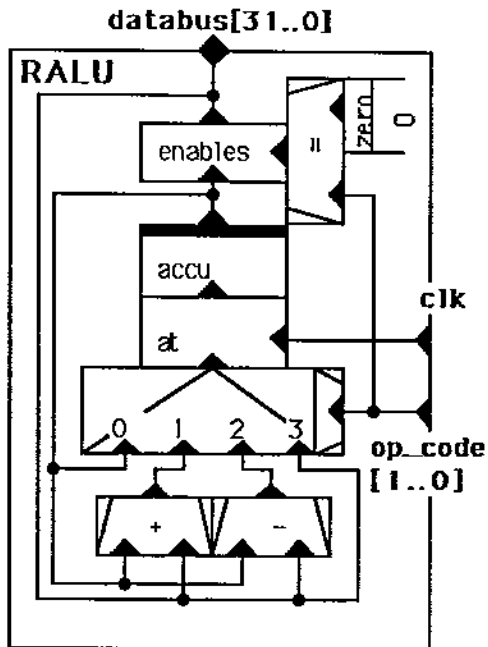 databus[31..0]
RALU
enables
=
zero
0
accu
clk
at
0 1 2 3
op_code
[1..0]
+ -